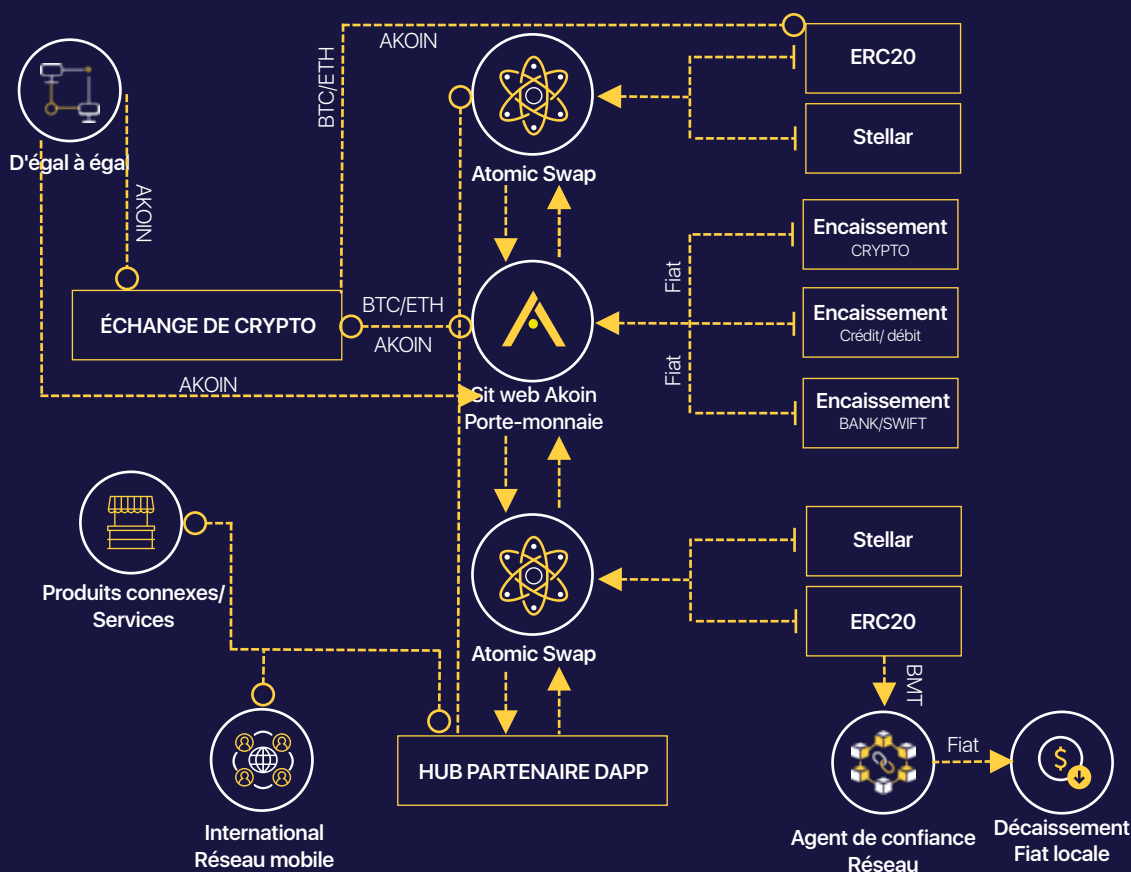 AKOIN
BTC/ETH
ERC20
Stellar
D'égal à égal
AKOIN
Atomic Swap
Encaissement
CRYPTO
Fiat
ÉCHANGE DE CRYPTO
BTC/ETH
AKOIN
Encaissement
Crédit/ débit
Fiat
AKOIN
Sit web Akoin
Porte-monnaie
Encaissement
BANK/SWIFT
Stellar
Produits connexes/
Services
ERC20
Atomic Swap
BMT
HUB PARTENAIRE DAPP
Fiat
International
Réseau mobile
Agent de confiance
Réseau
Décaissement
Fiat locale